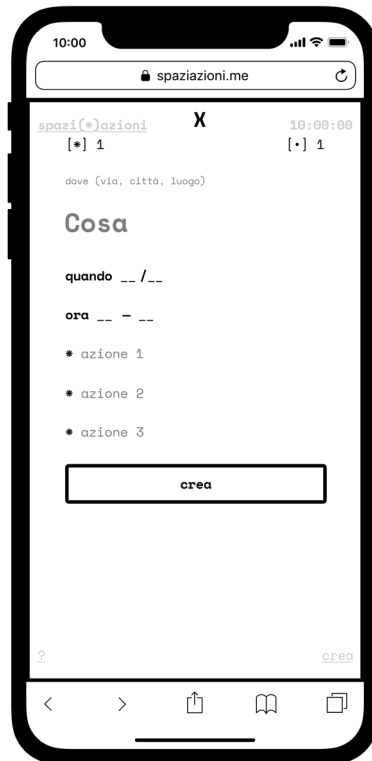 10:00
spaziazioni.me
spazi(*)azioni X 10:00:00
[*] 1 [•] 1
dove (via, città, luogo)
Cosa
quando __ /__
ora __ – __
* azione 1
* azione 2
* azione 3
crea
? crea